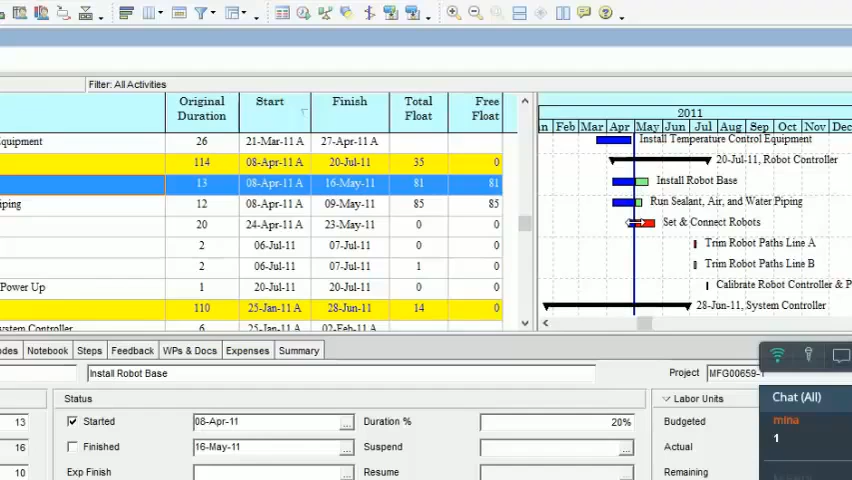 Filter: All Activities
Original Duration Start Finish Total Float Free Float
2011
Feb Mar Apr May Jun Jul Aug Sep Oct Nov Dec
quipment 26 21-Mar-11 A 27-Apr-11 A Install Temperature Control Equipment
114 08-Apr-11 A 20-Jul-11 35 0 20-Jul-11, Robot Controller
13 08-Apr-11 A 16-May-11 81 81 Install Robot Base
iping 12 08-Apr-11 A 09-May-11 85 85 Run Sealant, Air, and Water Piping
20 24-Apr-11 A 23-May-11 0 0 Set & Connect Robots
2 06-Jul-11 07-Jul-11 0 0 Trim Robot Paths Line A
2 06-Jul-11 07-Jul-11 1 0 Trim Robot Paths Line B
Power Up 1 20-Jul-11 20-Jul-11 0 0 Calibrate Robot Controller & P
110 25-Jan-11 A 28-Jun-11 14 0 28-Jun-11, System Controller
ystem Controller 6 25-Jan-11 A 02-Feb-11 A
odes Notebook Steps Feedback WPs & Docs Expenses Summary
Install Robot Base Project MFG00659-1
Status Labor Units
13 Started 08-Apr-11 ... Duration % 20% Budgeted
16 Finished 16-May-11 ... Suspend ... Actual
10 Exp Finish Resume Remaining
Chat (All)
mina
1